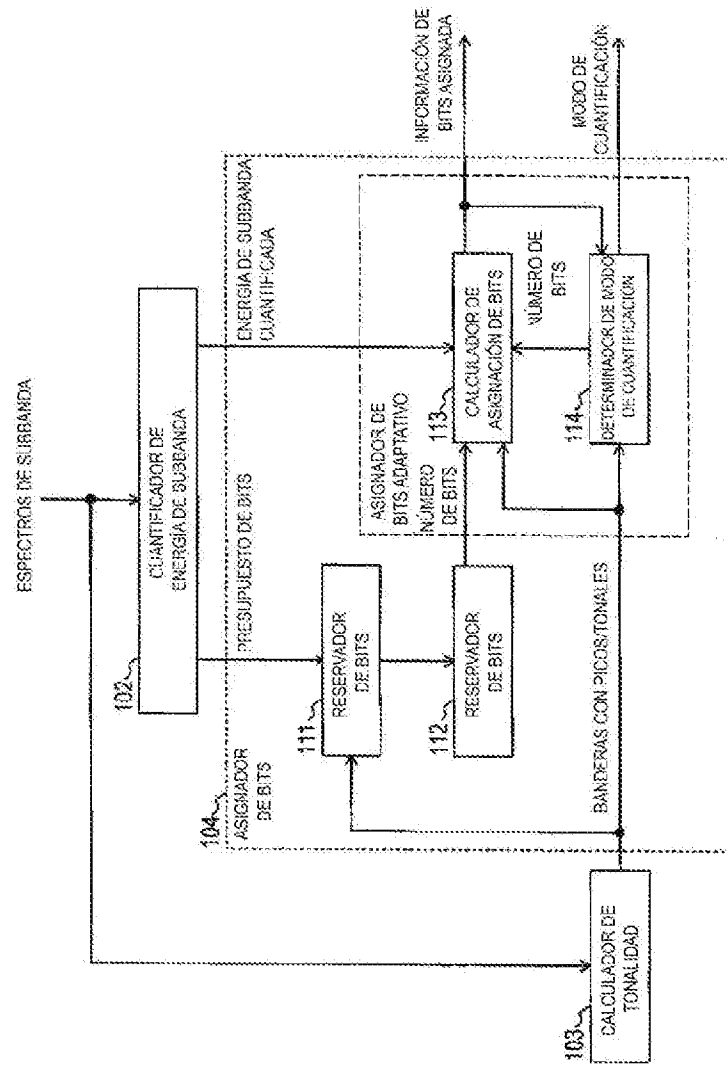 ESPECTROS DE SUBBANDA
102
CUANTIFICADOR DE
ENERGÍA DE SUBBANDA
PRESUPUESTO DE BITS
ENERGÍA DE SUBBANDA
CUANTIFICADA
104
ASIGNADOR
DE BITS
111
RESERVADOR
DE BITS
112
RESERVADOR
DE BITS
ASIGNADOR DE
BITS ADAPTATIVO
NÚMERO
DE BITS
113
CALCULADOR DE
ASIGNACIÓN DE BITS
NÚMERO DE
BITS
114
DETERMINADOR DE MODO
DE CUANTIFICACIÓN
INFORMACIÓN DE
BITS ASIGNADA
MODO DE
CUANTIFICACIÓN
BANDERAS CON PICOS/TONALES
103
CALCULADOR DE
TONALIDAD